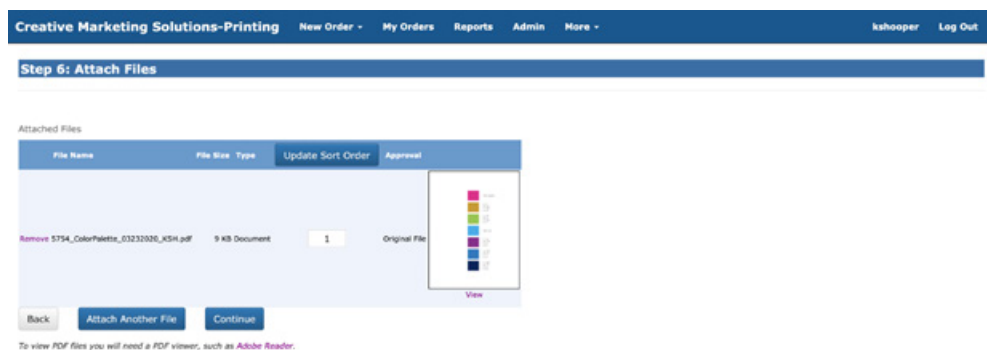 Creative Marketing Solutions-Printing New Order My Orders Reports Admin More kshooper Log Out
Step 6: Attach Files
Attached Files
File Name File Size Type Update Sort Order Approval
Remove 5754_ColorPalette_03232020_KSH.pdf 9 KB Document 1 Original File
View
Back Attach Another File Continue
To view PDF files you will need a PDF viewer, such as Adobe Reader.